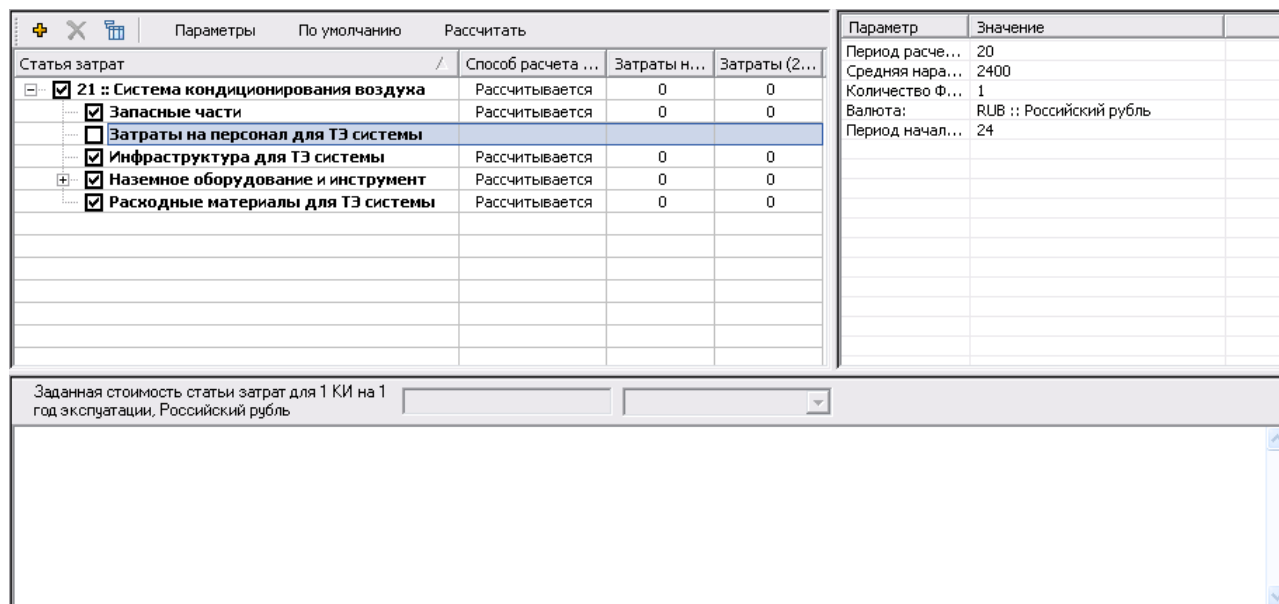 Параметры По умолчанию Рассчитать
Статья затрат Способ расчета ... Затраты н... Затраты (2...
21 :: Система кондиционирования воздуха Рассчитывается 0 0
Запасные части Рассчитывается 0 0
Затраты на персонал для ТЭ системы
Инфраструктура для ТЭ системы Рассчитывается 0 0
Наземное оборудование и инструмент Рассчитывается 0 0
Расходные материалы для ТЭ системы Рассчитывается 0 0
Параметр Значение
Период расче... 20
Средняя нара... 2400
Количество Ф... 1
Валюта: RUB :: Российский рубль
Период начал... 24
Заданная стоимость статьи затрат для 1 КИ на 1
год экспуатации, Российский рубль